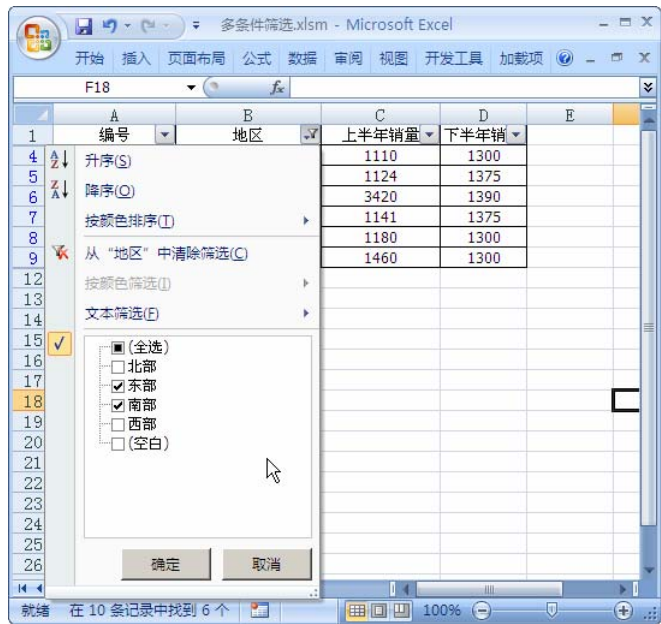 多条件筛选.xlsm - Microsoft Excel
开始 插入 页面布局 公式 数据 审阅 视图 开发工具 加载项
F18 fx
A B C D E
1 编号 地区 上半年销量 下半年销
4 1110 1300
5 1124 1375
6 3420 1390
7 1141 1375
8 1180 1300
9 1460 1300
12
13
14
15
16
17
18
19
20
21
22
23
24
25
26
升序(S)
降序(O)
按颜色排序(T)
从“地区”中清除筛选(C)
按颜色筛选(I)
文本筛选(F)
(全选)
北部
东部
南部
西部
(空白)
确定 取消
就绪 在 10 条记录中找到 6 个 100%